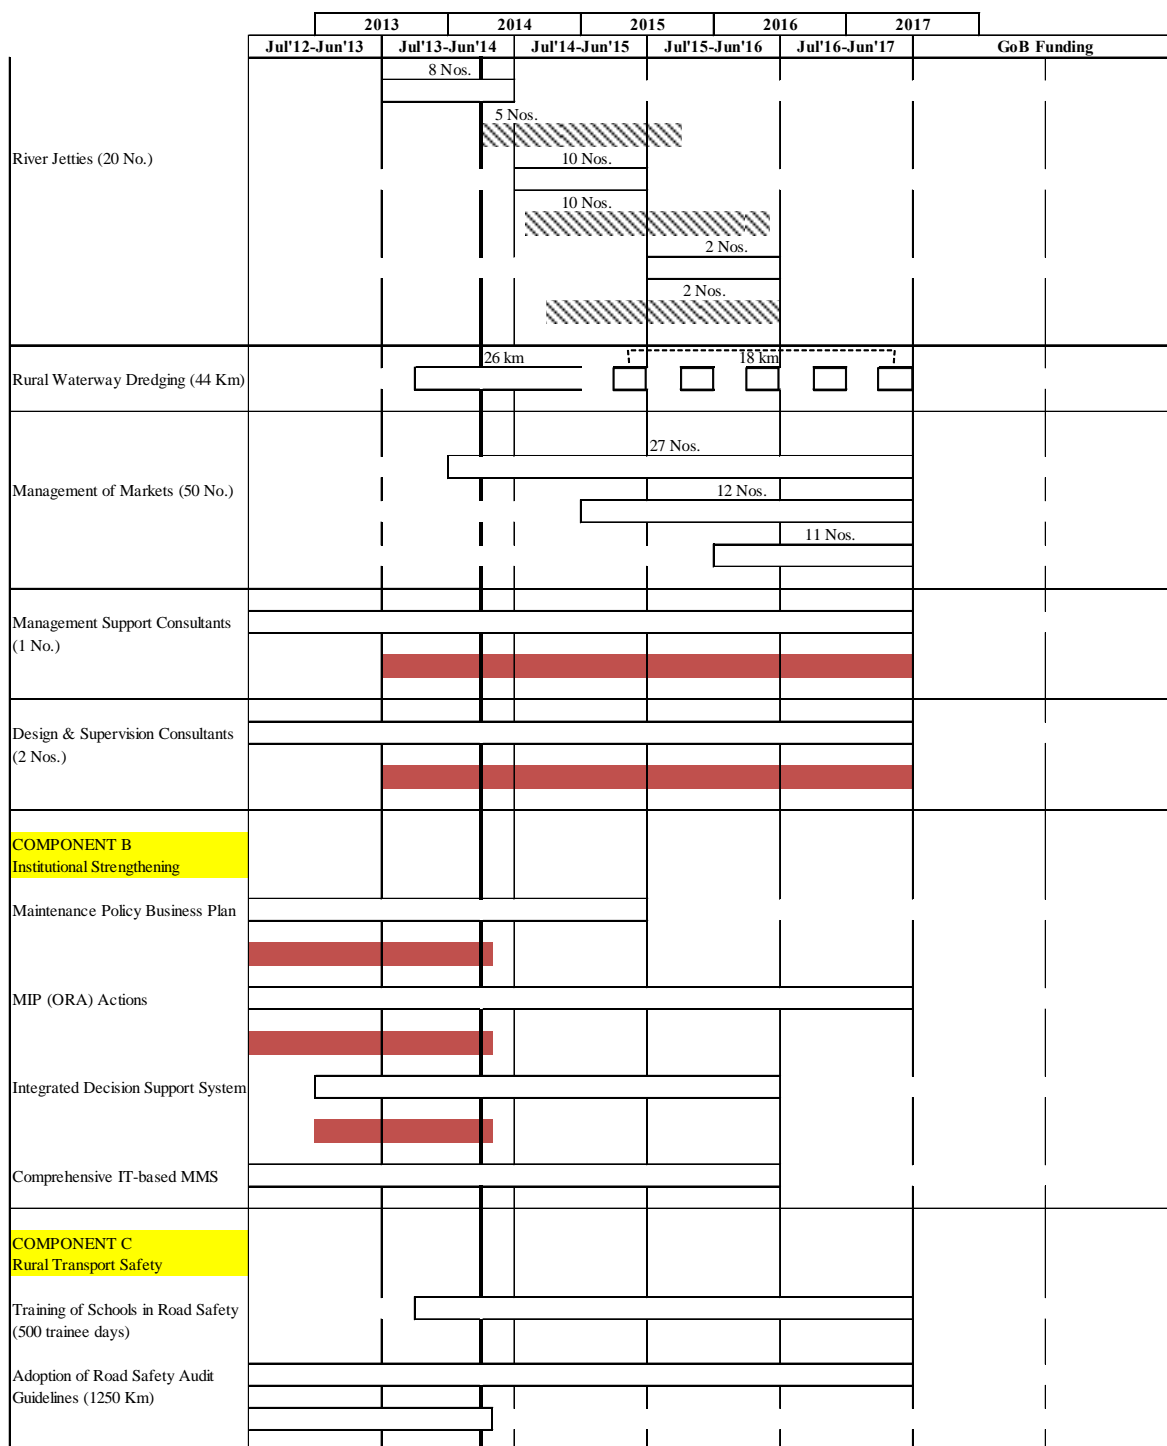 2013 2014 2015 2016 2017
Jul'12-Jun'13 Jul'13-Jun'14 Jul'14-Jun'15 Jul'15-Jun'16 Jul'16-Jun'17 GoB Funding
8 Nos.
5 Nos.
River Jetties (20 No.)
10 Nos.
10 Nos.
2 Nos.
2 Nos.
26 km 18 km
Rural Waterway Dredging (44 Km)
27 Nos.
Management of Markets (50 No.)
12 Nos.
11 Nos.
Management Support Consultants
(1 No.)
Design & Supervision Consultants
(2 Nos.)
COMPONENT B
Institutional Strengthening
Maintenance Policy Business Plan
MIP (ORA) Actions
Integrated Decision Support System
Comprehensive IT-based MMS
COMPONENT C
Rural Transport Safety
Training of Schools in Road Safety
(500 trainee days)
Adoption of Road Safety Audit
Guidelines (1250 Km)